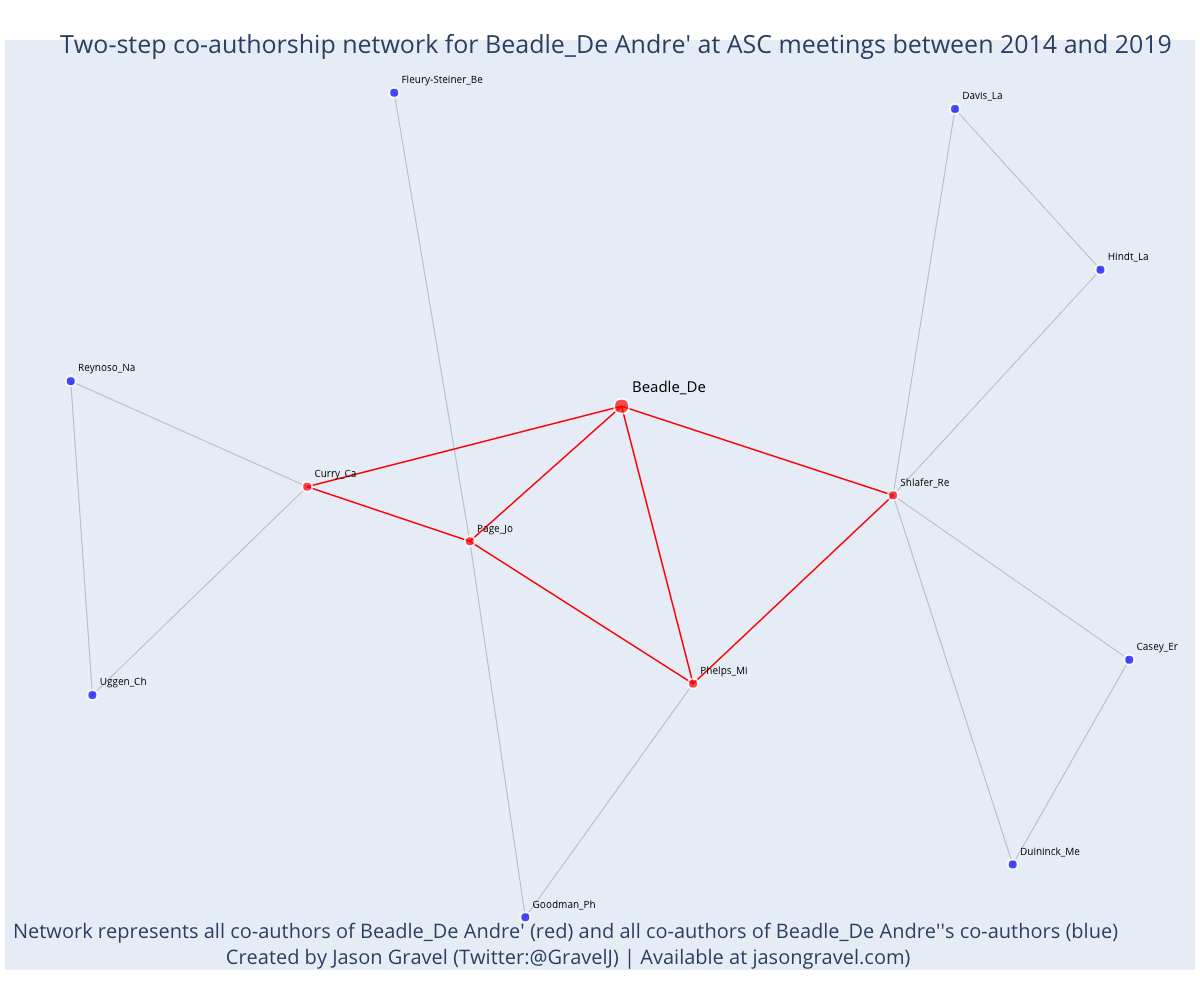 Two-step co-authorship network for Beadle_De Andre' at ASC meetings between 2014 and 2019
Fleury-Steiner_Be
Davis_La
Hindt_La
Reynoso_Na
Beadle_De
Curry_Ca
Shlafer_Re
Page_Jo
Casey_Er
Phelps_Mi
Uggen_Ch
Duininck_Me
Goodman_Ph
Network represents all co-authors of Beadle_De Andre' (red) and all co-authors of Beadle_De Andre''s co-authors (blue)
Created by Jason Gravel (Twitter:@GravelJ) | Available at jasongravel.com)